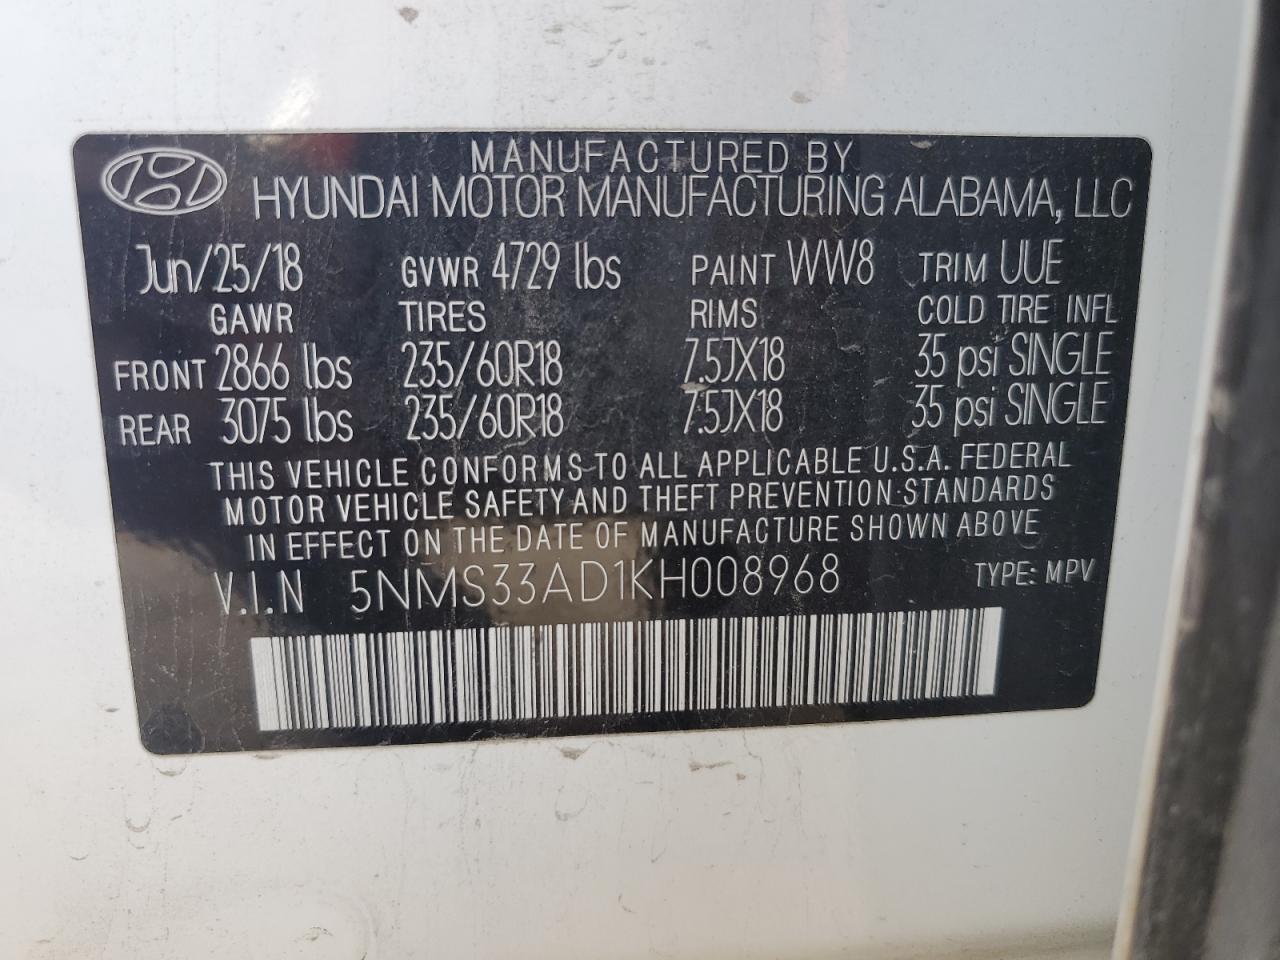 MANUFACTURED BY
HYUNDAI MOTOR MANUFACTURING ALABAMA, LLC
Jun/25/18 GVWR 4729 lbs PAINT WW8 TRIM UUE
GAWR TIRES RIMS COLD TIRE INFL
FRONT 2866 lbs 235/60R18 7.5JX18 35 psi SINGLE
REAR 3075 lbs 235/60R18 7.5JX18 35 psi SINGLE
THIS VEHICLE CONFORMS TO ALL APPLICABLE U.S.A. FEDERAL
MOTOR VEHICLE SAFETY AND THEFT PREVENTION STANDARDS
IN EFFECT ON THE DATE OF MANUFACTURE SHOWN ABOVE
V.I.N 5NMS33AD1KH008968 TYPE: MPV